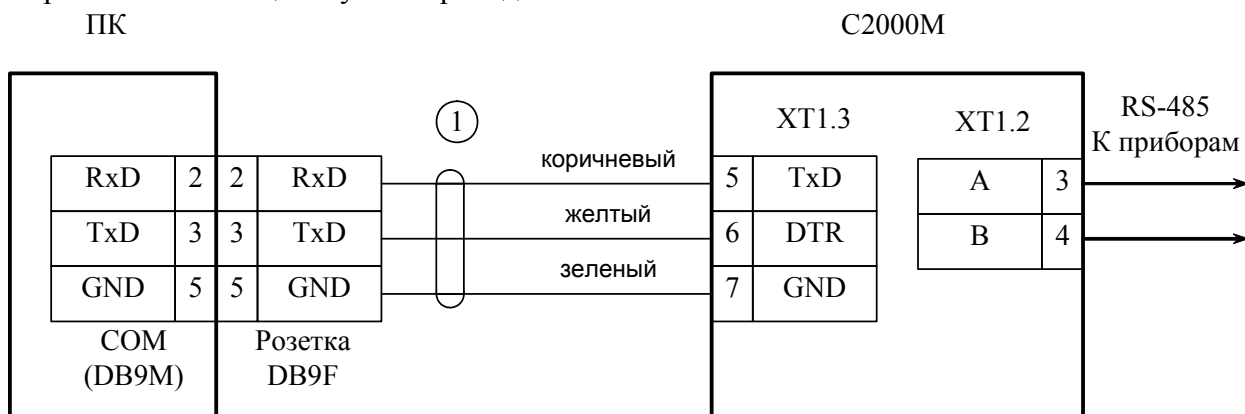 ПК
С2000М
1
XT1.3
XT1.2
RS-485
К приборам
RxD 2 2 RxD коричневый 5 TxD A 3
TxD 3 3 TxD желтый 6 DTR B 4
GND 5 5 GND зеленый 7 GND
COM
(DB9M)
Розетка
DB9F